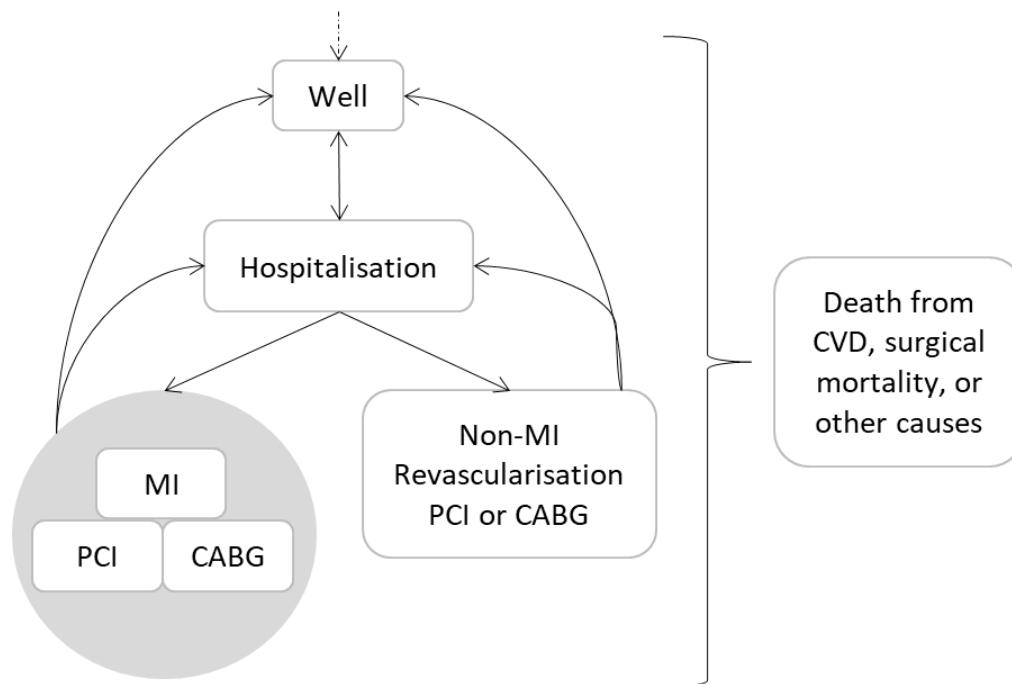 Well
Hospitalisation
Death from
CVD, surgical
mortality, or
other causes
Non-MI
Revascularisation
PCI or CABG
MI
PCI
CABG